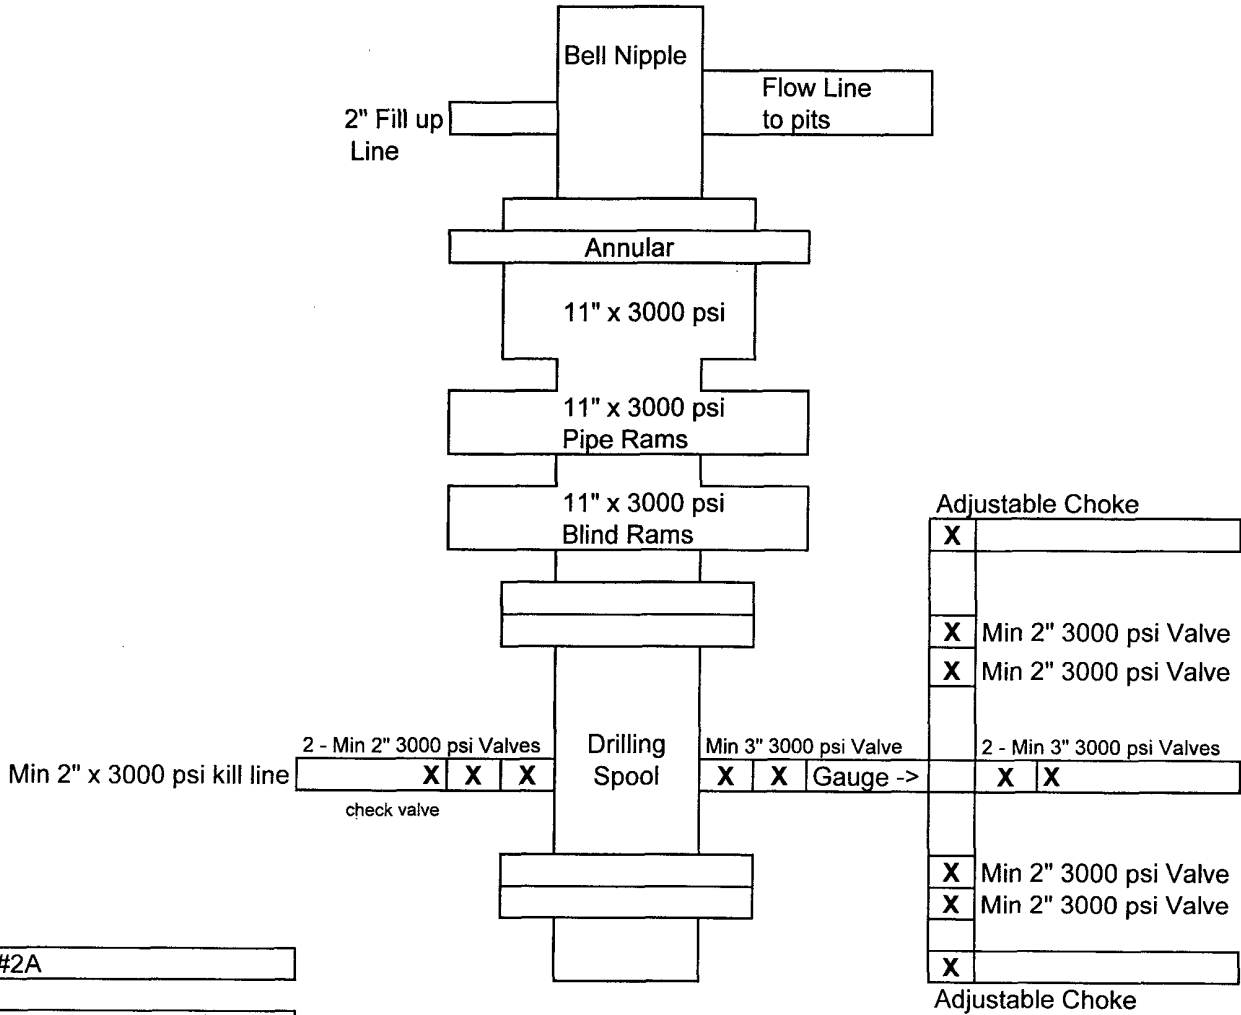 Bell Nipple
Flow Line
to pits
2" Fill up
Line
Annular
11" x 3000 psi
11" x 3000 psi
Pipe Rams
11" x 3000 psi
Blind Rams
Adjustable Choke
X
X Min 2" 3000 psi Valve
X Min 2" 3000 psi Valve
2 - Min 2" 3000 psi Valves
Drilling
Spool
Min 3" 3000 psi Valve
2 - Min 3" 3000 psi Valves
Min 2" x 3000 psi kill line
X X X
X X Gauge ->
X X
check valve
X Min 2" 3000 psi Valve
X Min 2" 3000 psi Valve
#2A
X
Adjustable Choke